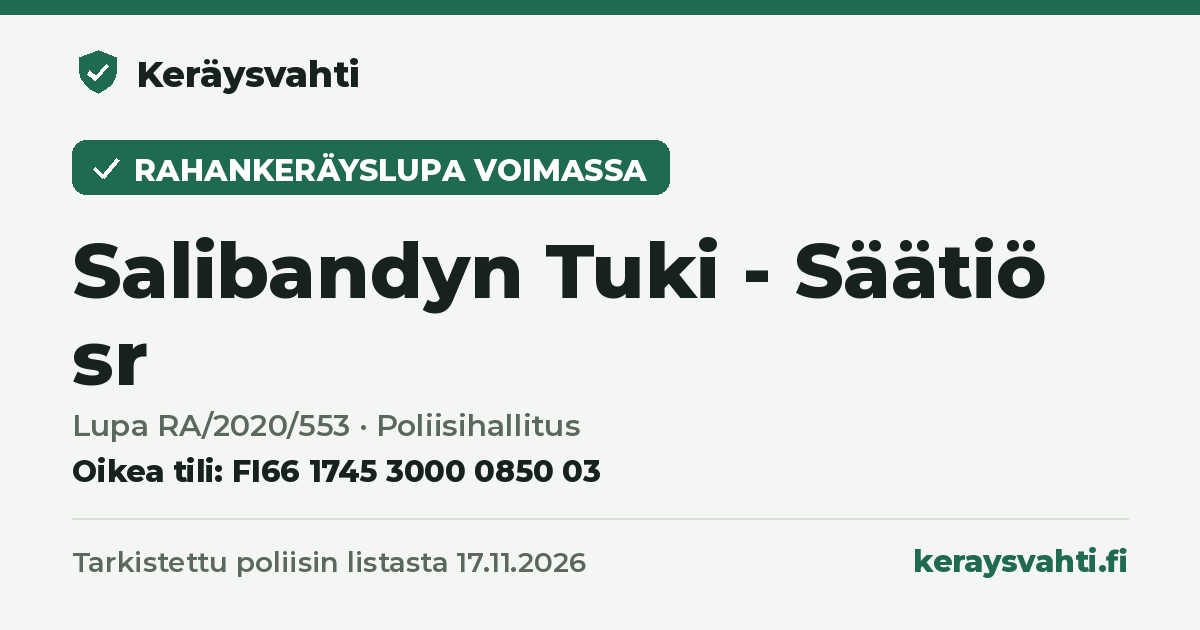 Keräysvahti
RAHANKERÄYSLUPA VOIMASSA
Salibandyn Tuki - Säätiö
sr
Lupa RA/2020/553 · Poliisihallitus
Oikea tili: FI66 1745 3000 0850 03
Tarkistettu poliisin listasta 17.11.2026
keraysvahti.fi